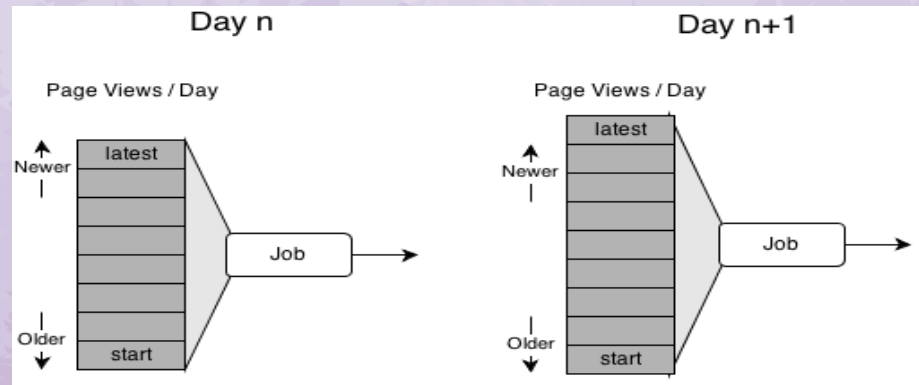 Day n
Page Views / Day
latest
Newer
Job
Older
start
Day n+1
Page Views / Day
latest
Newer
Job
Older
start